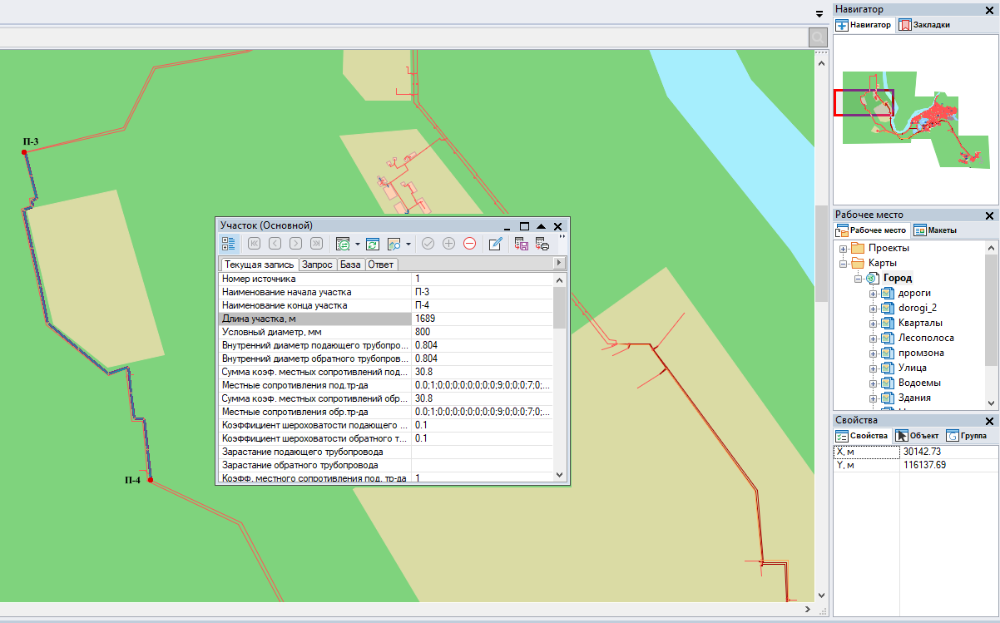 Навигатор
Навигатор Закладки
П-3
П-4
Участок (Основной)
Текущая запись Запрос База Ответ
Номер источника 1
Наименование начала участка П-3
Наименование конца участка П-4
Длина участка, м 1689
Условный диаметр, мм 800
Внутренний диаметр подающего трубопро... 0.804
Внутренний диаметр обратного трубопров... 0.804
Сумма коэф. местных сопротивлений под... 30.8
Местные сопротивления под.тр-да 0.0;1;0;0;0;0;0;0;0;9;0;0;0;7;0;...
Сумма коэф. местных сопротивлений обр... 30.8
Местные сопротивления обр.тр-да 0.0;1;0;0;0;0;0;0;0;9;0;0;0;7;0;...
Коэффициент шероховатости подающего ... 0.1
Коэффициент шероховатости обратного т... 0.1
Зарастание подающего трубопровода
Зарастание обратного трубопровода
Коэфф. местного сопротивления под. тр-да 1
Рабочее место
Рабочее место Макеты
Проекты
Карты
Город
дороги
dorogi_2
Кварталы
Лесополоса
промзона
Улица
Водоемы
Здания
Свойства
Свойства Объект Группа
X, м 30142.73
Y, м 116137.69